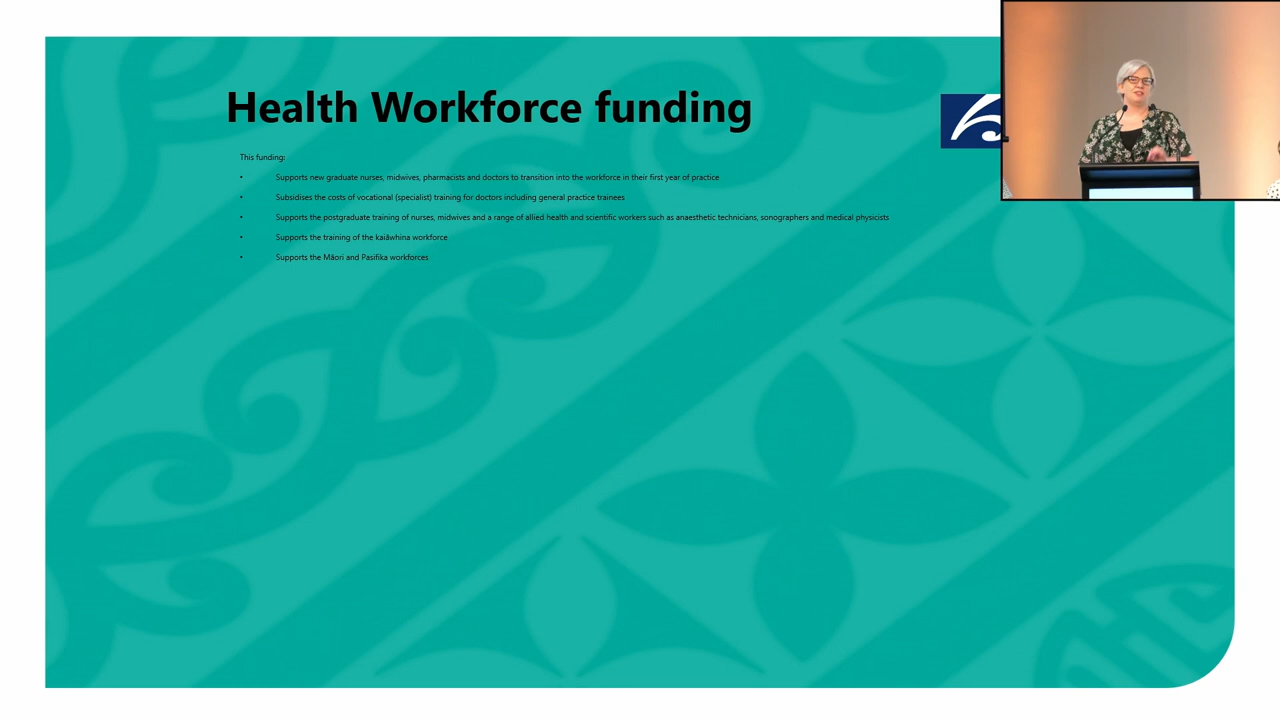 Health Workforce funding
This funding:
• Supports new graduate nurses, midwives, pharmacists and doctors to transition into the workforce in their first year of practice
• Subsidises the costs of vocational (specialist) training for doctors including general practice trainees
• Supports the postgraduate training of nurses, midwives and a range of allied health and scientific workers such as anaesthetic technicians, sonographers and medical physicists
• Supports the training of the kaiāwhina workforce
• Supports the Māori and Pasifika workforces